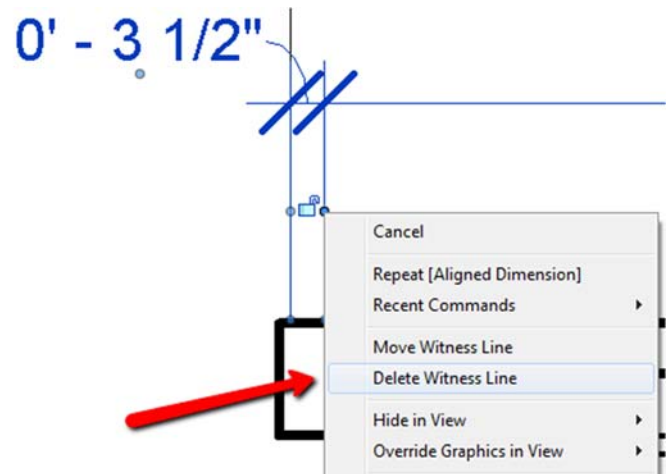 0' - 3 1/2"
Cancel
Repeat [Aligned Dimension]
Recent Commands
Move Witness Line
Delete Witness Line
Hide in View
Override Graphics in View